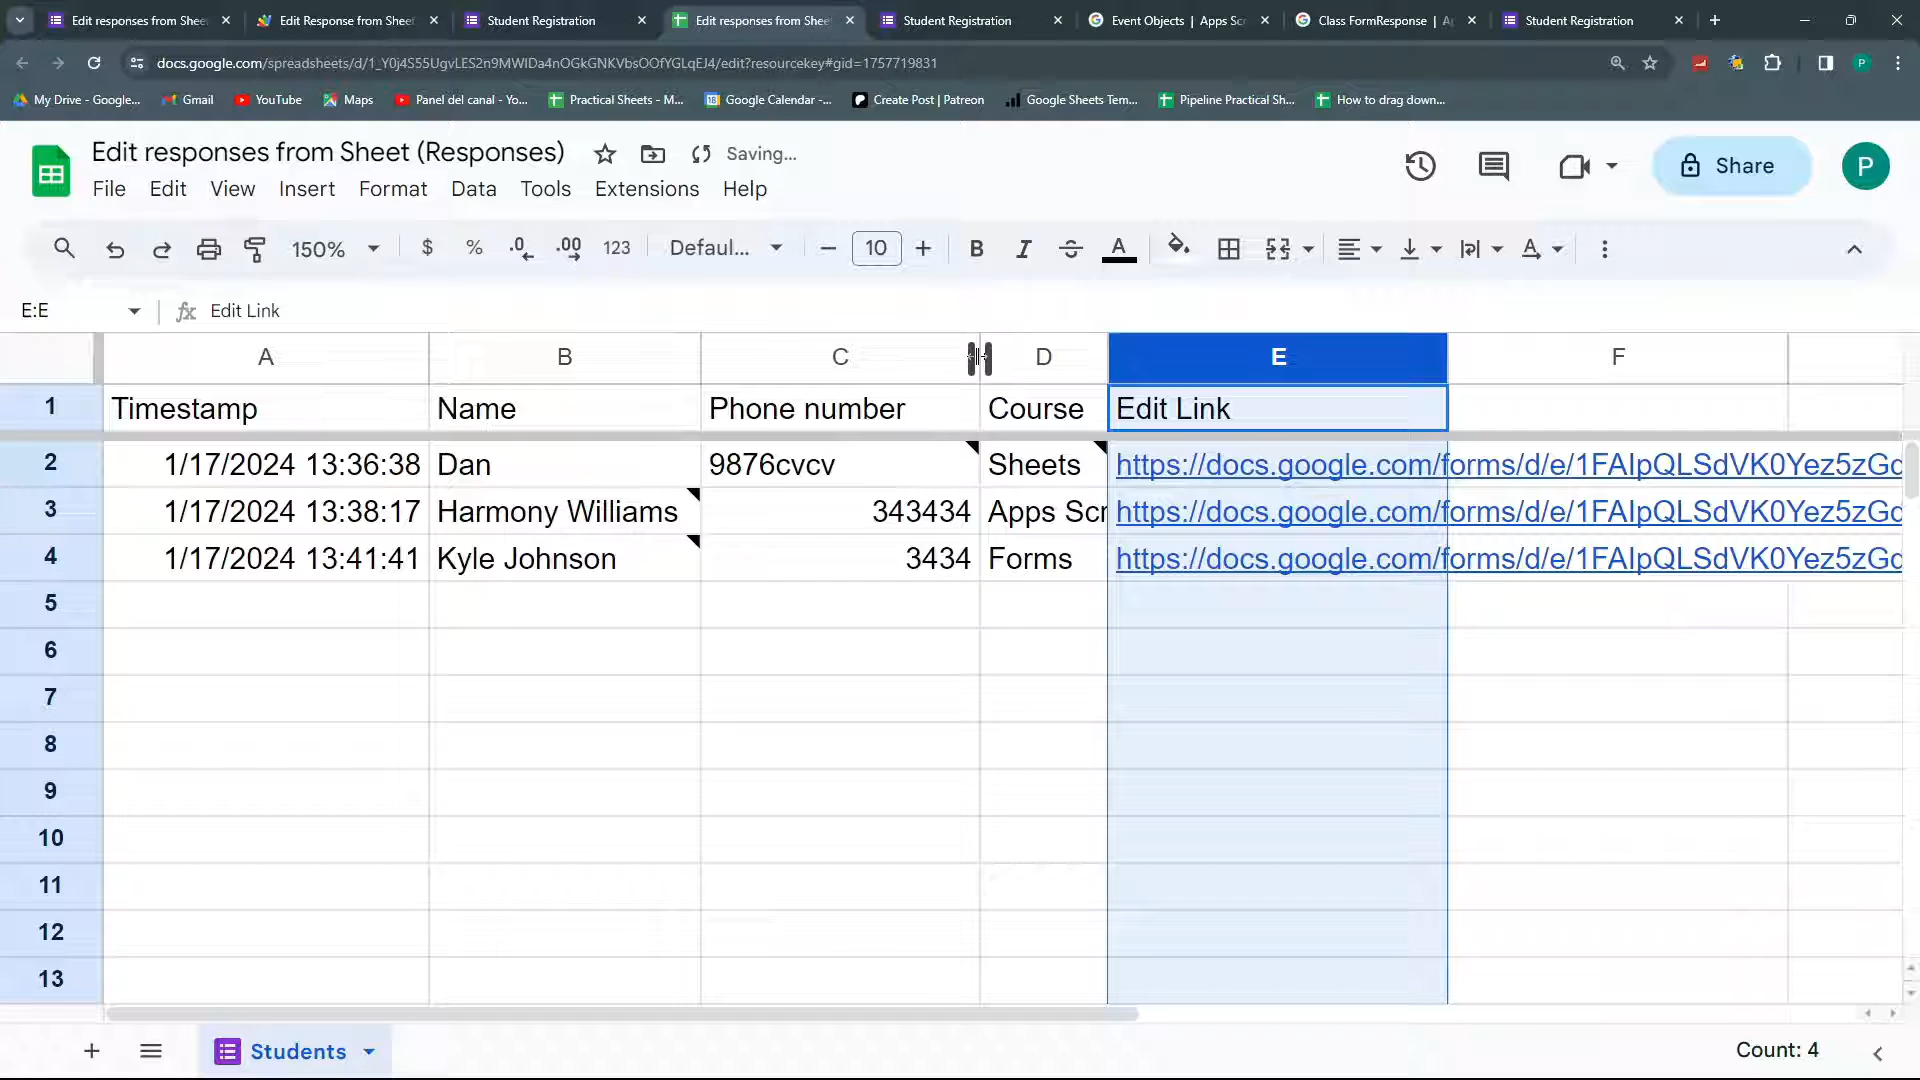 Edit responses from Shee
Edit Response from Sheet
Student Registration
Edit responses from Shee
Student Registration
Event Objects | Apps Scr
Class FormResponse | A
Student Registration
docs.google.com/spreadsheets/d/1_Y0j4S55UgvLES2n9MWIDa4nOGkGNKVbsOOfYGLqEJ4/edit?resourcekey#gid=1757719831
P
My Drive - Google...
Gmail
YouTube
Maps
Panel del canal - Yo...
Practical Sheets - M...
Google Calendar -...
Create Post | Patreon
Google Sheets Tem...
Pipeline Practical Sh...
How to drag down...
Edit responses from Sheet (Responses)
Saving...
Share
P
File Edit View Insert Format Data Tools Extensions Help
150% $ % .0 .00 123 Defaul... 10 B I A A
E:E fx Edit Link
A B C D E F
1 Timestamp Name Phone number Course Edit Link
2 1/17/2024 13:36:38 Dan 9876cvcv Sheets https://docs.google.com/forms/d/e/1FAIpQLSdVK0Yez5zGc
3 1/17/2024 13:38:17 Harmony Williams 343434 Apps Scr https://docs.google.com/forms/d/e/1FAIpQLSdVK0Yez5zGc
4 1/17/2024 13:41:41 Kyle Johnson 3434 Forms https://docs.google.com/forms/d/e/1FAIpQLSdVK0Yez5zGc
5
6
7
8
9
10
11
12
13
Students
Count: 4